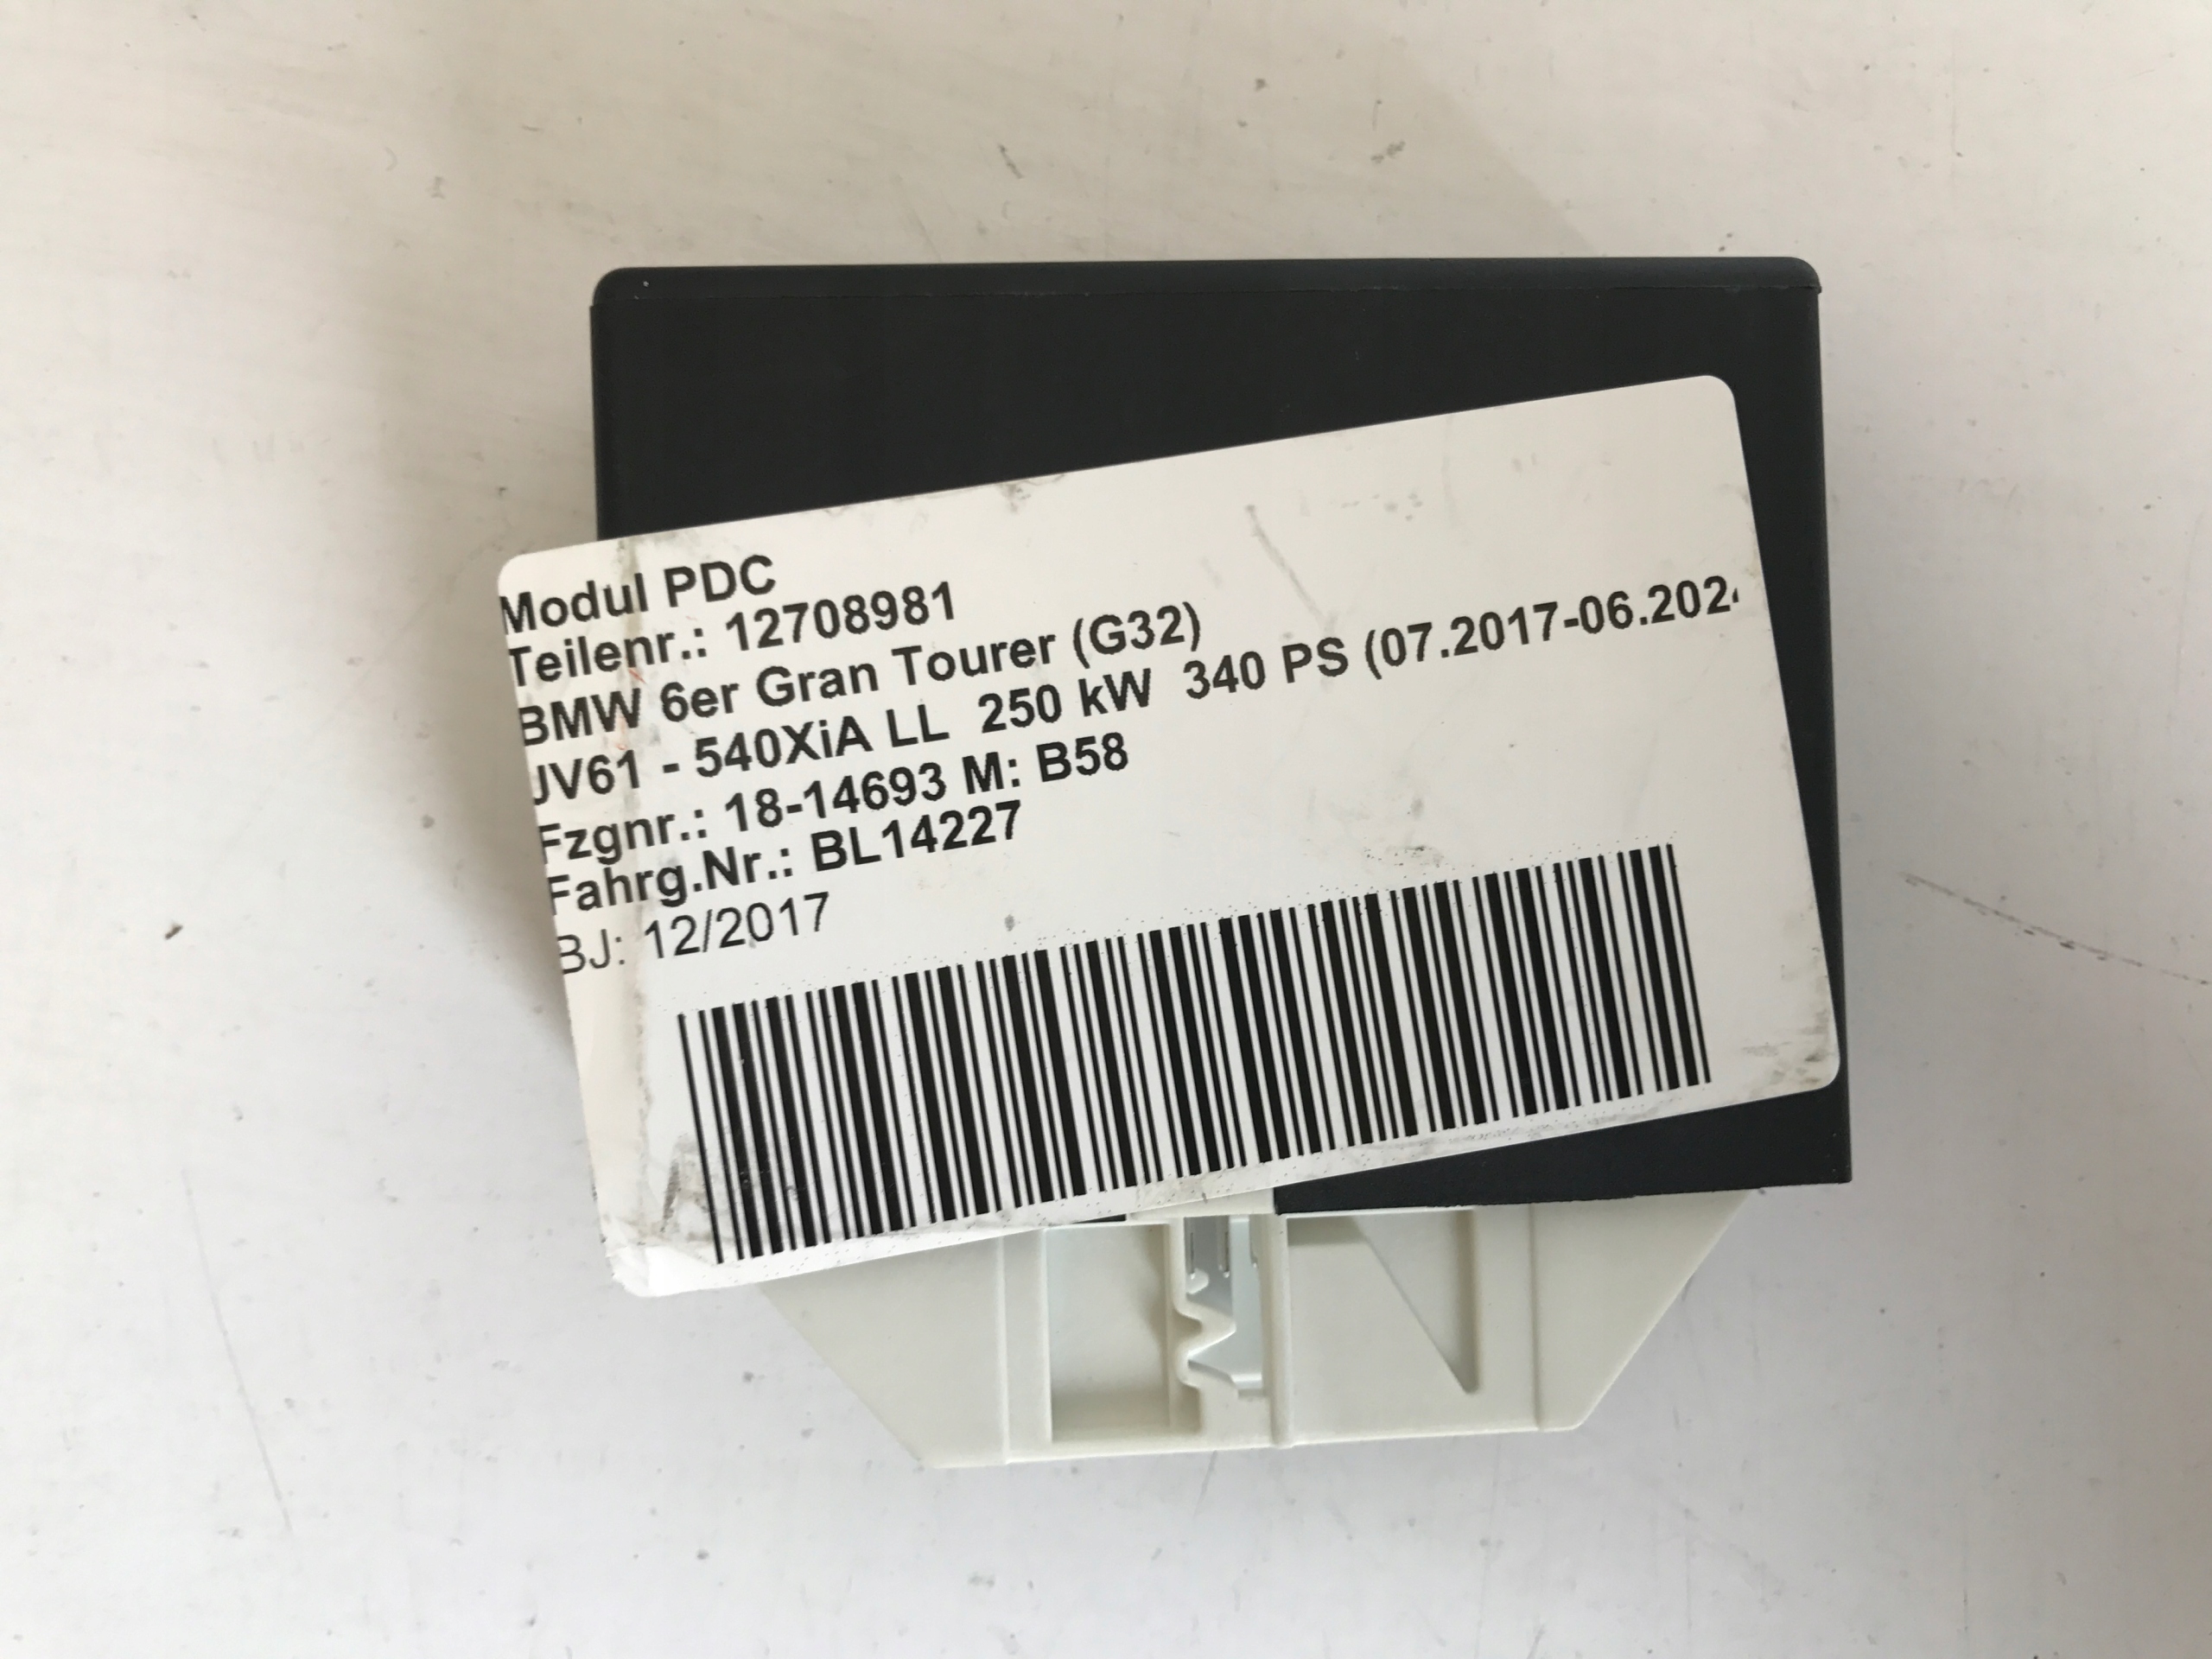 Modul PDC
Teilenr.: 12708981
BMW 6er Gran Tourer (G32)
JV61 - 540XiA LL 250 kW 340 PS (07.2017-06.202
Fzgnr.: 18-14693 M: B58
Fahrg.Nr.: BL14227
BJ: 12/2017